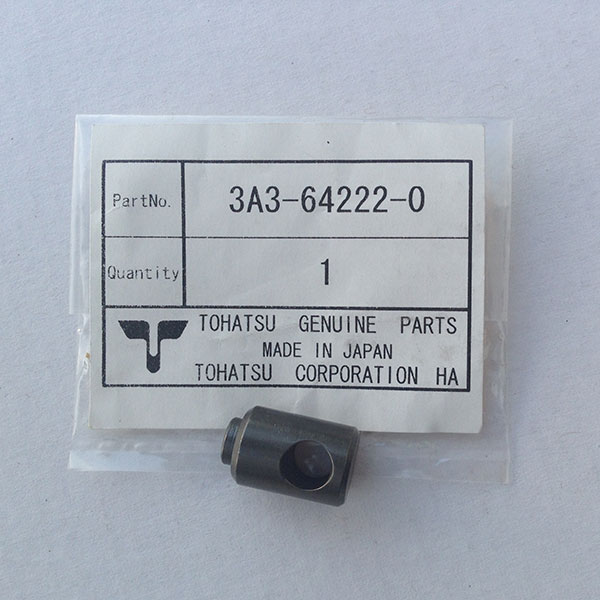 PartNo. 3A3-64222-0
Quantity 1
TOHATSU GENUINE PARTS
MADE IN JAPAN
TOHATSU CORPORATION HA